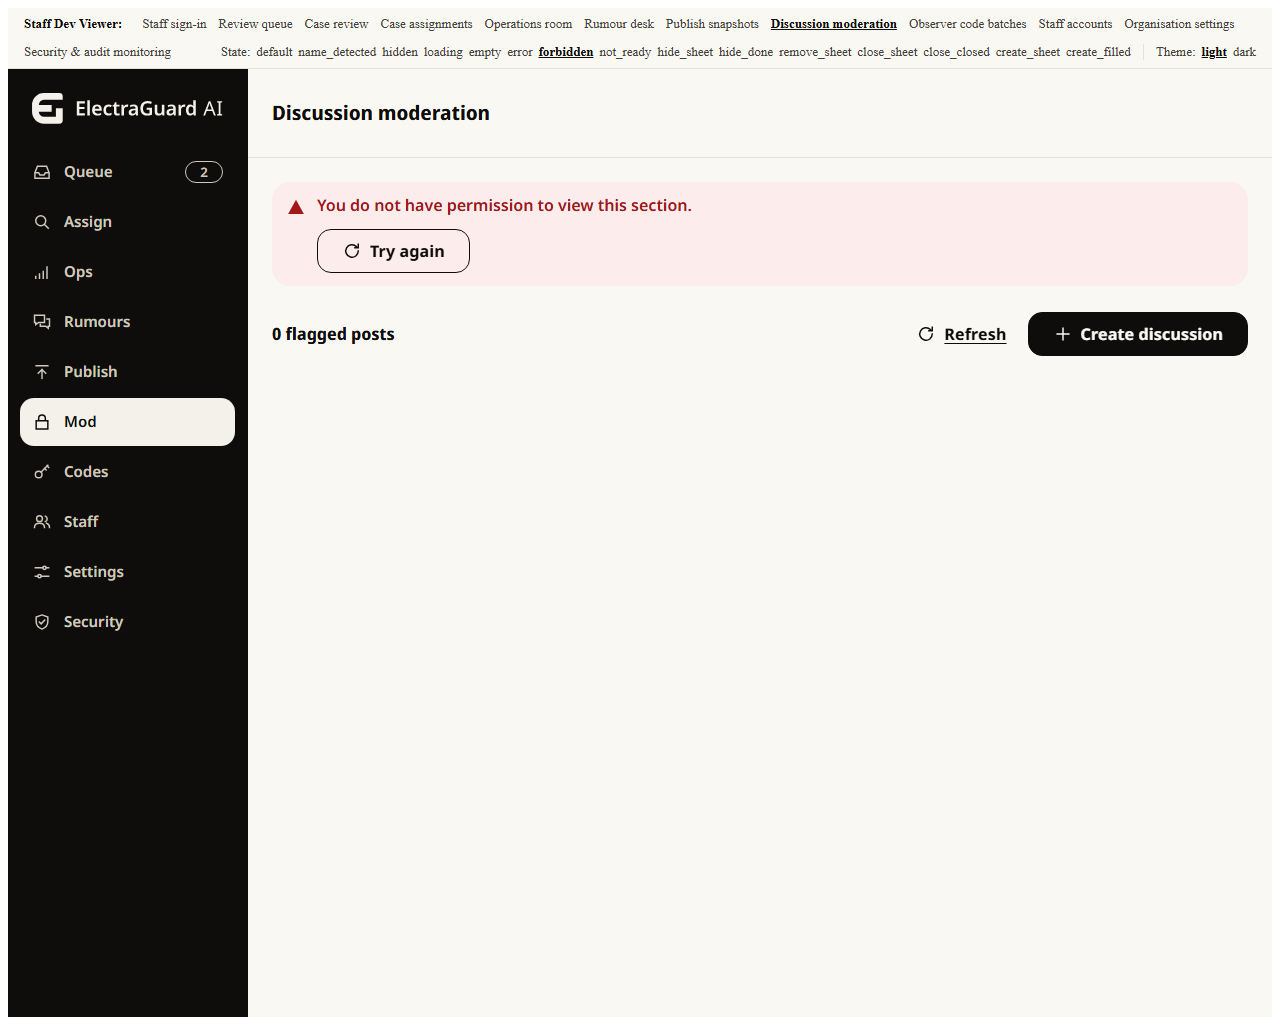 Staff Dev Viewer: Staff sign-in Review queue Case review Case assignments Operations room Rumour desk Publish snapshots Discussion moderation Observer code batches Staff accounts Organisation settings
Security & audit monitoring State: default name_detected hidden loading empty error forbidden not_ready hide_sheet hide_done remove_sheet close_sheet close_closed create_sheet create_filled Theme: light dark
ElectraGuard AI
Discussion moderation
Queue 2
Assign
Ops
Rumours
Publish
Mod
Codes
Staff
Settings
Security
You do not have permission to view this section.
Try again
0 flagged posts Refresh Create discussion